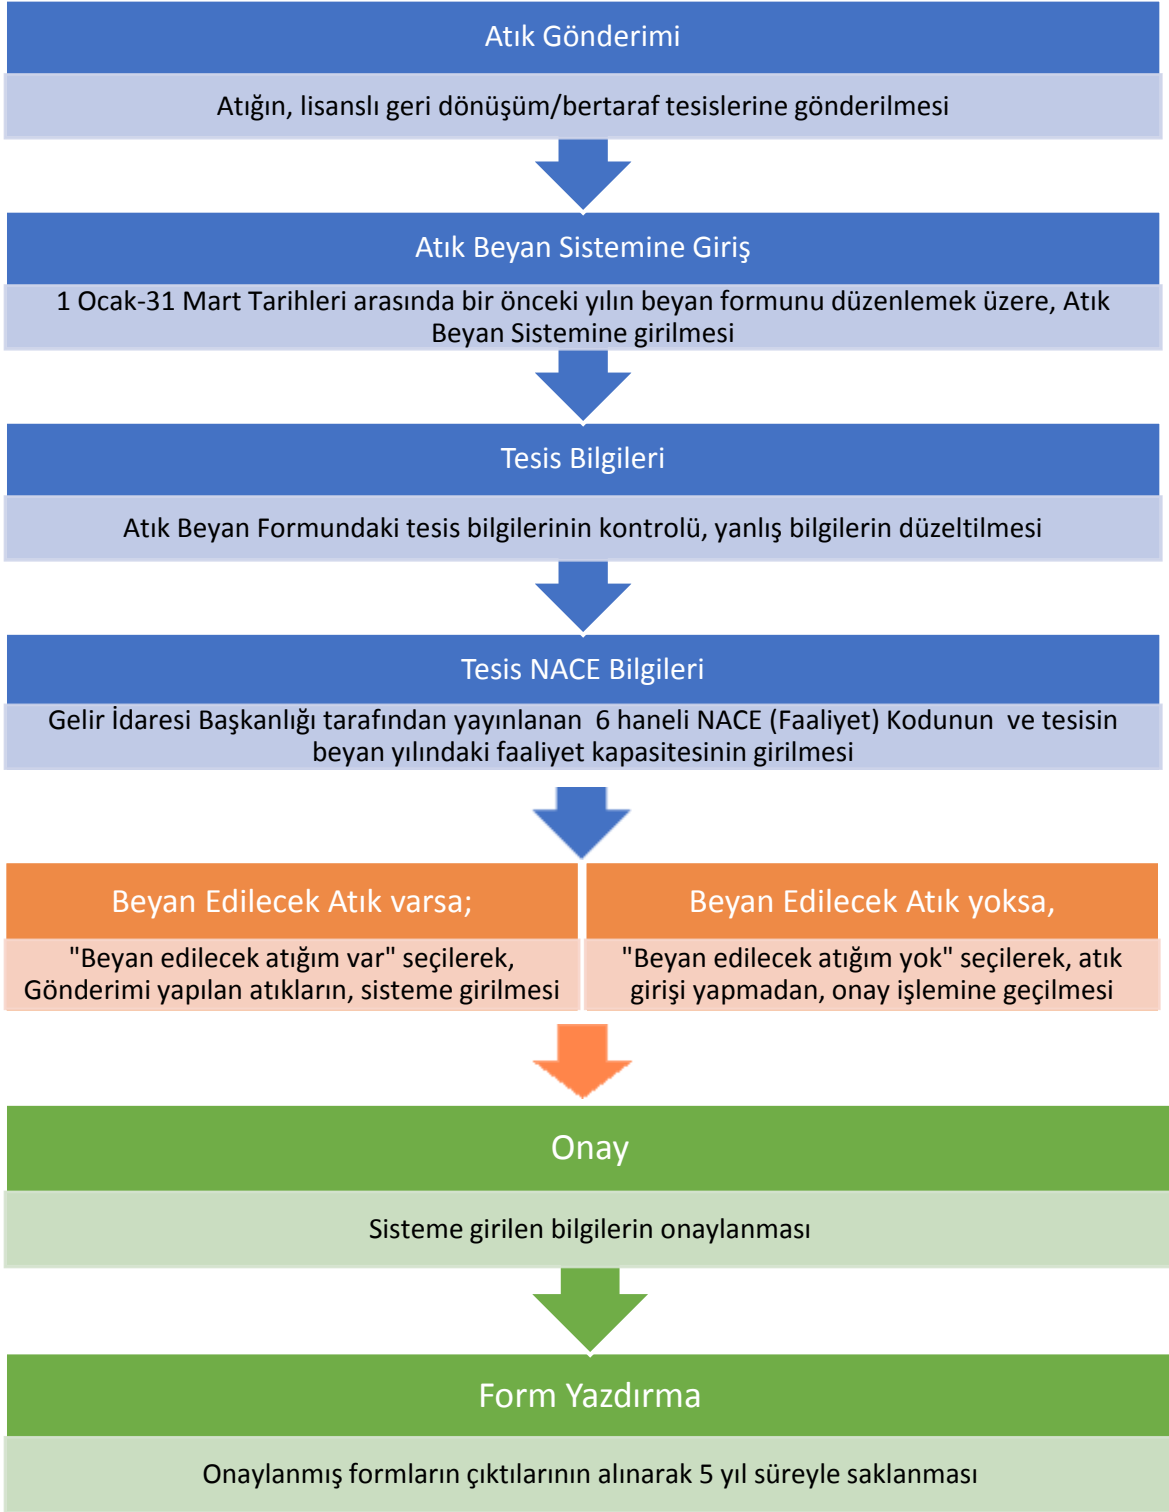 Atık Gönderimi
Atığın, lisanslı geri dönüşüm/bertaraf tesislerine gönderilmesi
Atık Beyan Sistemine Giriş
1 Ocak-31 Mart Tarihleri arasında bir önceki yılın beyan formunu düzenlemek üzere, Atık
Beyan Sistemine girilmesi
Tesis Bilgileri
Atık Beyan Formundaki tesis bilgilerinin kontrolü, yanlış bilgilerin düzeltilmesi
Tesis NACE Bilgileri
Gelir İdaresi Başkanlığı tarafından yayınlanan 6 haneli NACE (Faaliyet) Kodunun ve tesisin
beyan yılındaki faaliyet kapasitesinin girilmesi
Beyan Edilecek Atık varsa;
"Beyan edilecek atığım var" seçilerek,
Gönderimi yapılan atıkların, sisteme girilmesi
Beyan Edilecek Atık yoksa,
"Beyan edilecek atığım yok" seçilerek, atık
girişi yapmadan, onay işlemine geçilmesi
Onay
Sisteme girilen bilgilerin onaylanması
Form Yazdırma
Onaylanmış formların çıktılarının alınarak 5 yıl süreyle saklanması